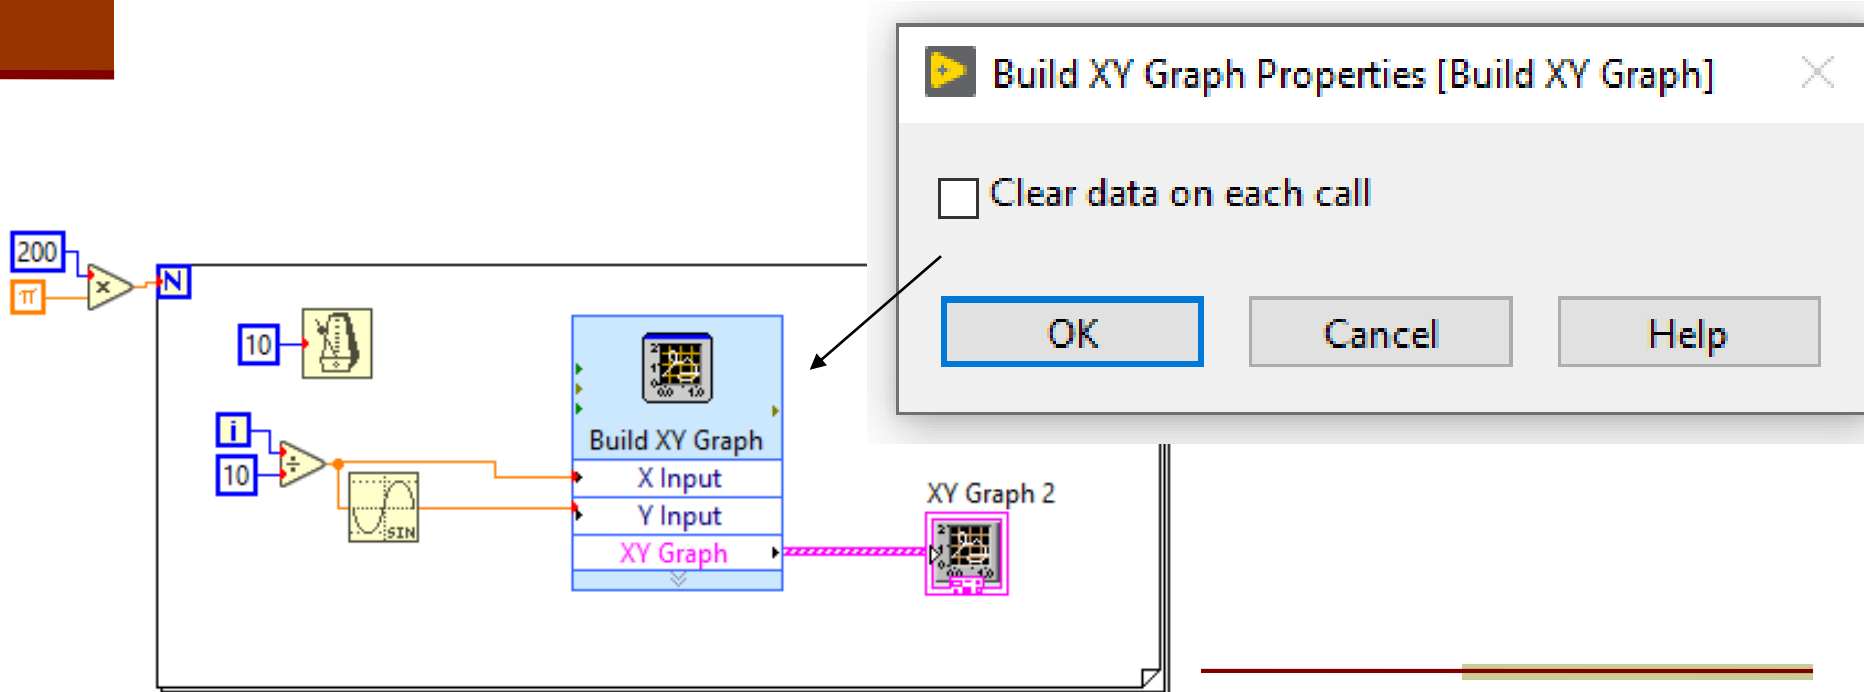 Build XY Graph Properties [Build XY Graph]
Clear data on each call
OK Cancel Help
200
π
N
10
i
10
SIN
Build XY Graph
X Input
Y Input
XY Graph
XY Graph 2